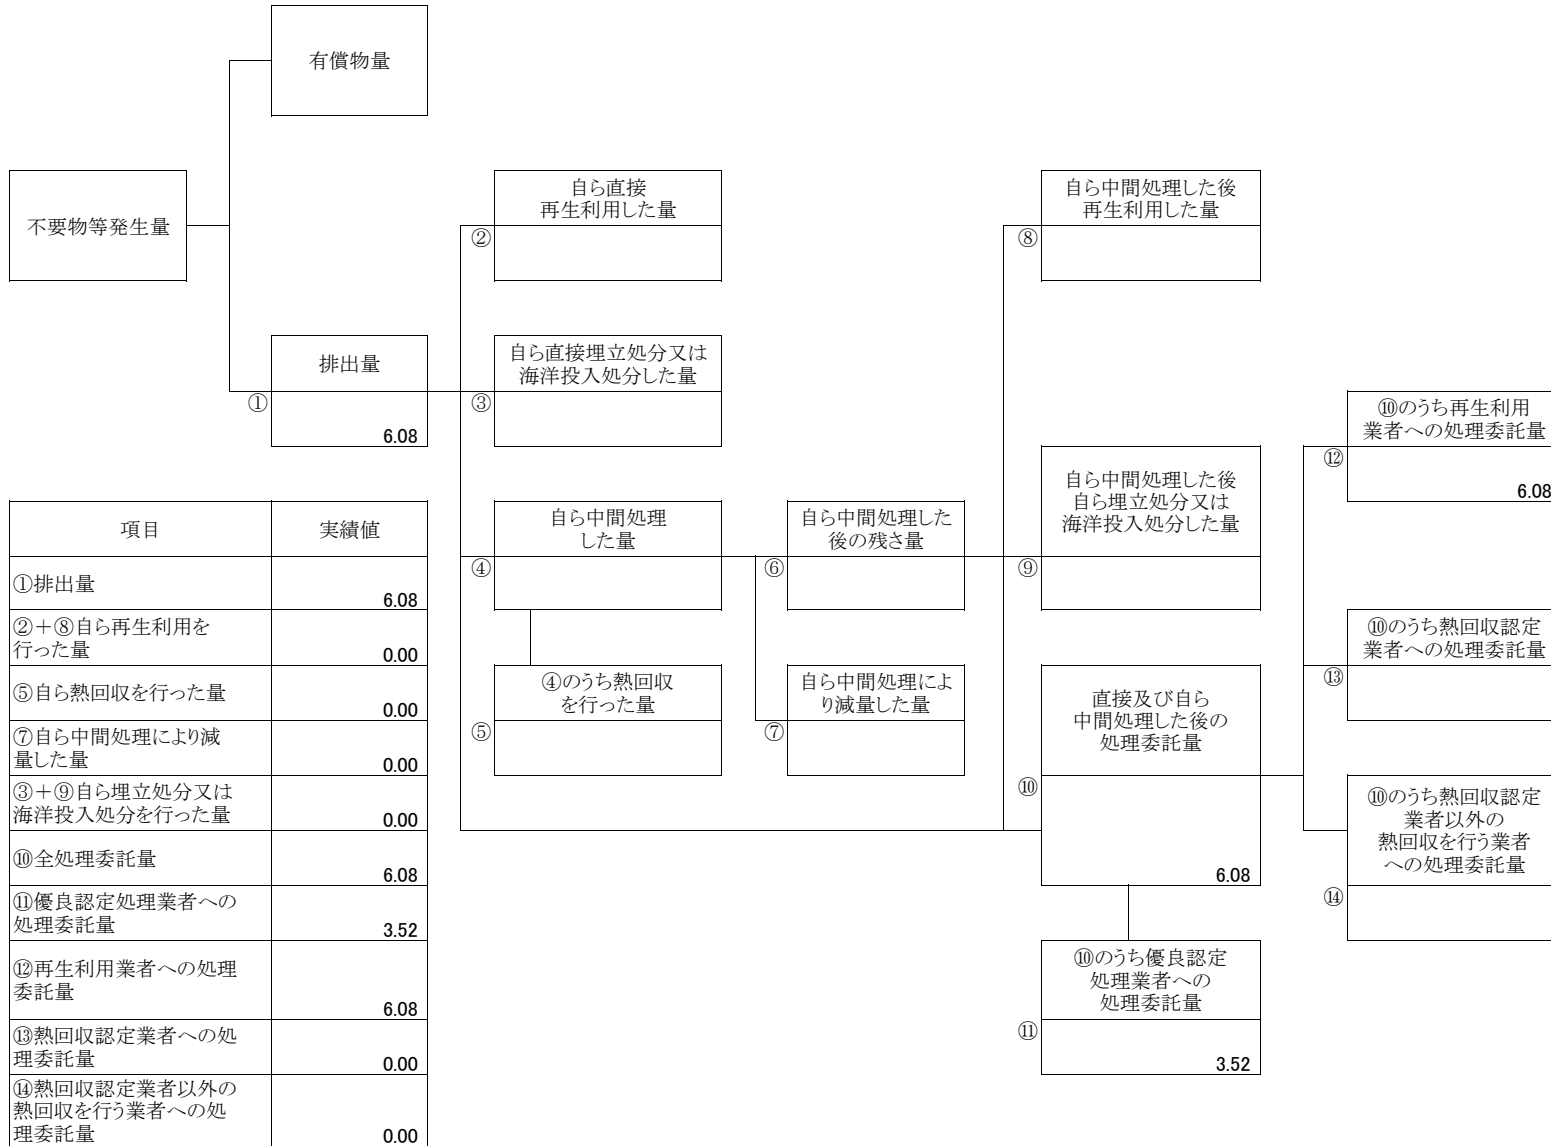 有償物量
不要物等発生量
自ら直接
再生利用した量
②
自ら中間処理した後
再生利用した量
⑧
排出量
①
6.08
自ら直接埋立処分又は
海洋投入処分した量
③
⑩のうち再生利用
業者への処理委託量
⑫
6.08
自ら中間処理
した量
④
自ら中間処理した
後の残さ量
⑥
自ら中間処理した後
自ら埋立処分又は
海洋投入処分した量
⑨
⑩のうち熱回収認定
業者への処理委託量
⑬
④のうち熱回収
を行った量
⑤
自ら中間処理によ
り減量した量
⑦
直接及び自ら
中間処理した後の
処理委託量
⑩
6.08
⑩のうち熱回収認定
業者以外の
熱回収を行う業者
への処理委託量
⑭
⑩のうち優良認定
処理業者への
処理委託量
⑪
3.52
項目
実績値
①排出量
6.08
②+⑧自ら再生利用を
行った量
0.00
⑤自ら熱回収を行った量
0.00
⑦自ら中間処理により減
量した量
0.00
③+⑨自ら埋立処分又は
海洋投入処分を行った量
0.00
⑩全処理委託量
6.08
⑪優良認定処理業者への
処理委託量
3.52
⑫再生利用業者への処理
委託量
6.08
⑬熱回収認定業者への処
理委託量
0.00
⑭熱回収認定業者以外の
熱回収を行う業者への処
理委託量
0.00